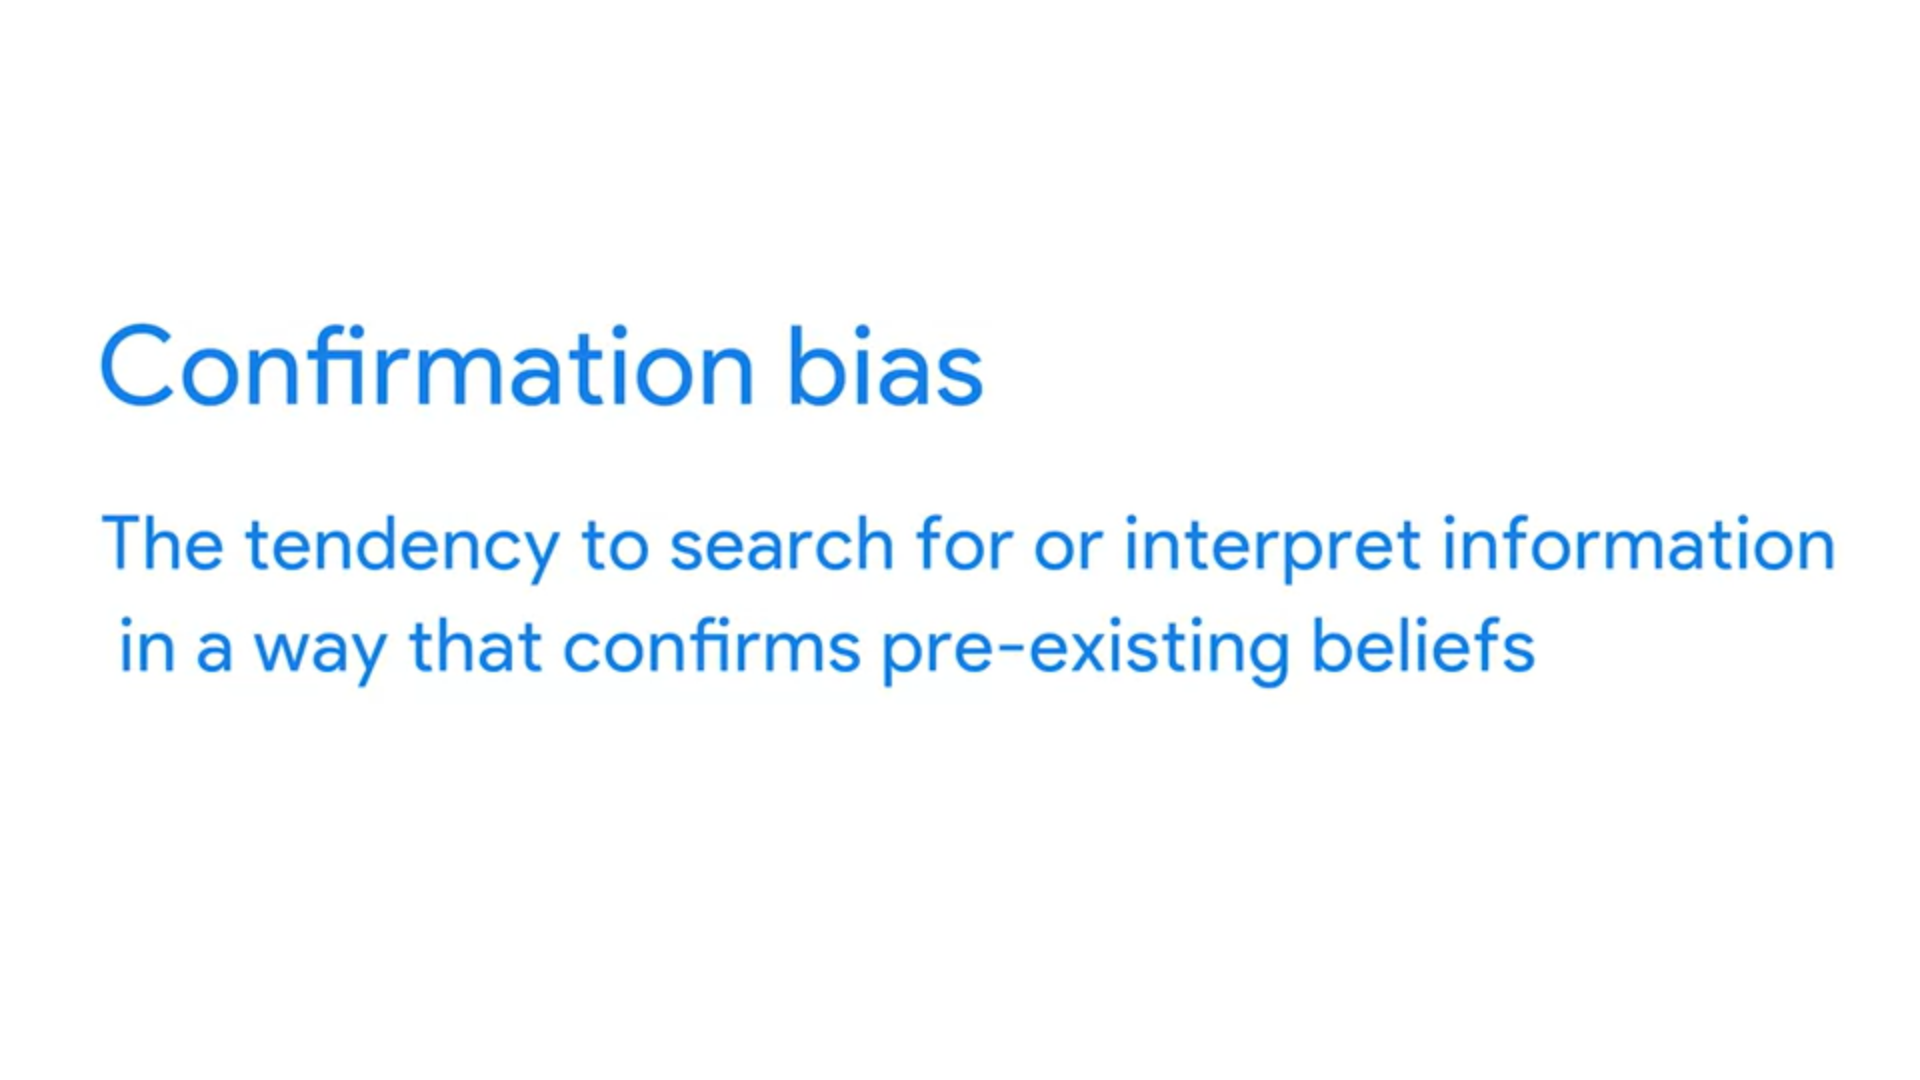 Confirmation bias
The tendency to search for or interpret information
in a way that confirms pre-existing beliefs